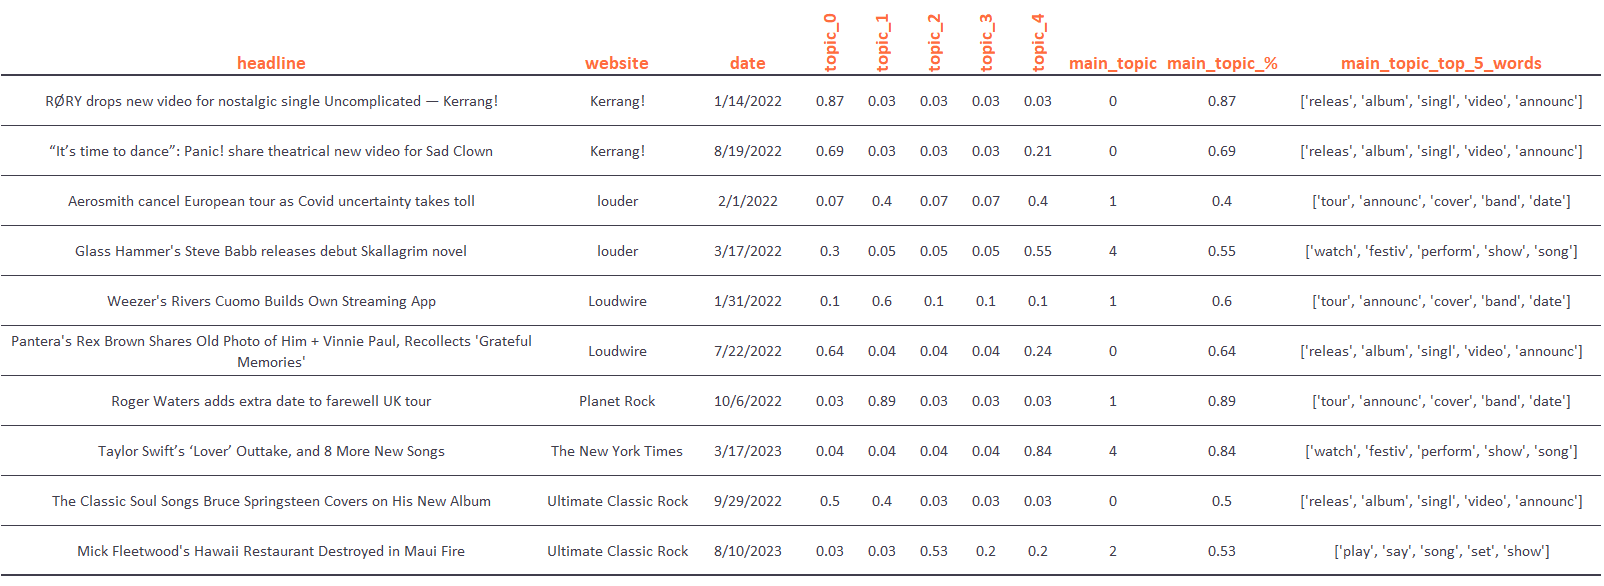 headline website date topic_0 topic_1 topic_2 topic_3 topic_4 main_topic main_topic_% main_topic_top_5_words
RØRY drops new video for nostalgic single Uncomplicated — Kerrang! Kerrang! 1/14/2022 0.87 0.03 0.03 0.03 0.03 0 0.87 ['releas', 'album', 'singl', 'video', 'announc']
“It’s time to dance”: Panic! share theatrical new video for Sad Clown Kerrang! 8/19/2022 0.69 0.03 0.03 0.03 0.21 0 0.69 ['releas', 'album', 'singl', 'video', 'announc']
Aerosmith cancel European tour as Covid uncertainty takes toll louder 2/1/2022 0.07 0.4 0.07 0.07 0.4 1 0.4 ['tour', 'announc', 'cover', 'band', 'date']
Glass Hammer's Steve Babb releases debut Skallagrim novel louder 3/17/2022 0.3 0.05 0.05 0.05 0.55 4 0.55 ['watch', 'festiv', 'perform', 'show', 'song']
Weezer's Rivers Cuomo Builds Own Streaming App Loudwire 1/31/2022 0.1 0.6 0.1 0.1 0.1 1 0.6 ['tour', 'announc', 'cover', 'band', 'date']
Pantera's Rex Brown Shares Old Photo of Him + Vinnie Paul, Recollects 'Grateful
Memories' Loudwire 7/22/2022 0.64 0.04 0.04 0.04 0.24 0 0.64 ['releas', 'album', 'singl', 'video', 'announc']
Roger Waters adds extra date to farewell UK tour Planet Rock 10/6/2022 0.03 0.89 0.03 0.03 0.03 1 0.89 ['tour', 'announc', 'cover', 'band', 'date']
Taylor Swift’s ‘Lover’ Outtake, and 8 More New Songs The New York Times 3/17/2023 0.04 0.04 0.04 0.04 0.84 4 0.84 ['watch', 'festiv', 'perform', 'show', 'song']
The Classic Soul Songs Bruce Springsteen Covers on His New Album Ultimate Classic Rock 9/29/2022 0.5 0.4 0.03 0.03 0.03 0 0.5 ['releas', 'album', 'singl', 'video', 'announc']
Mick Fleetwood's Hawaii Restaurant Destroyed in Maui Fire Ultimate Classic Rock 8/10/2023 0.03 0.03 0.53 0.2 0.2 2 0.53 ['play', 'say', 'song', 'set', 'show']